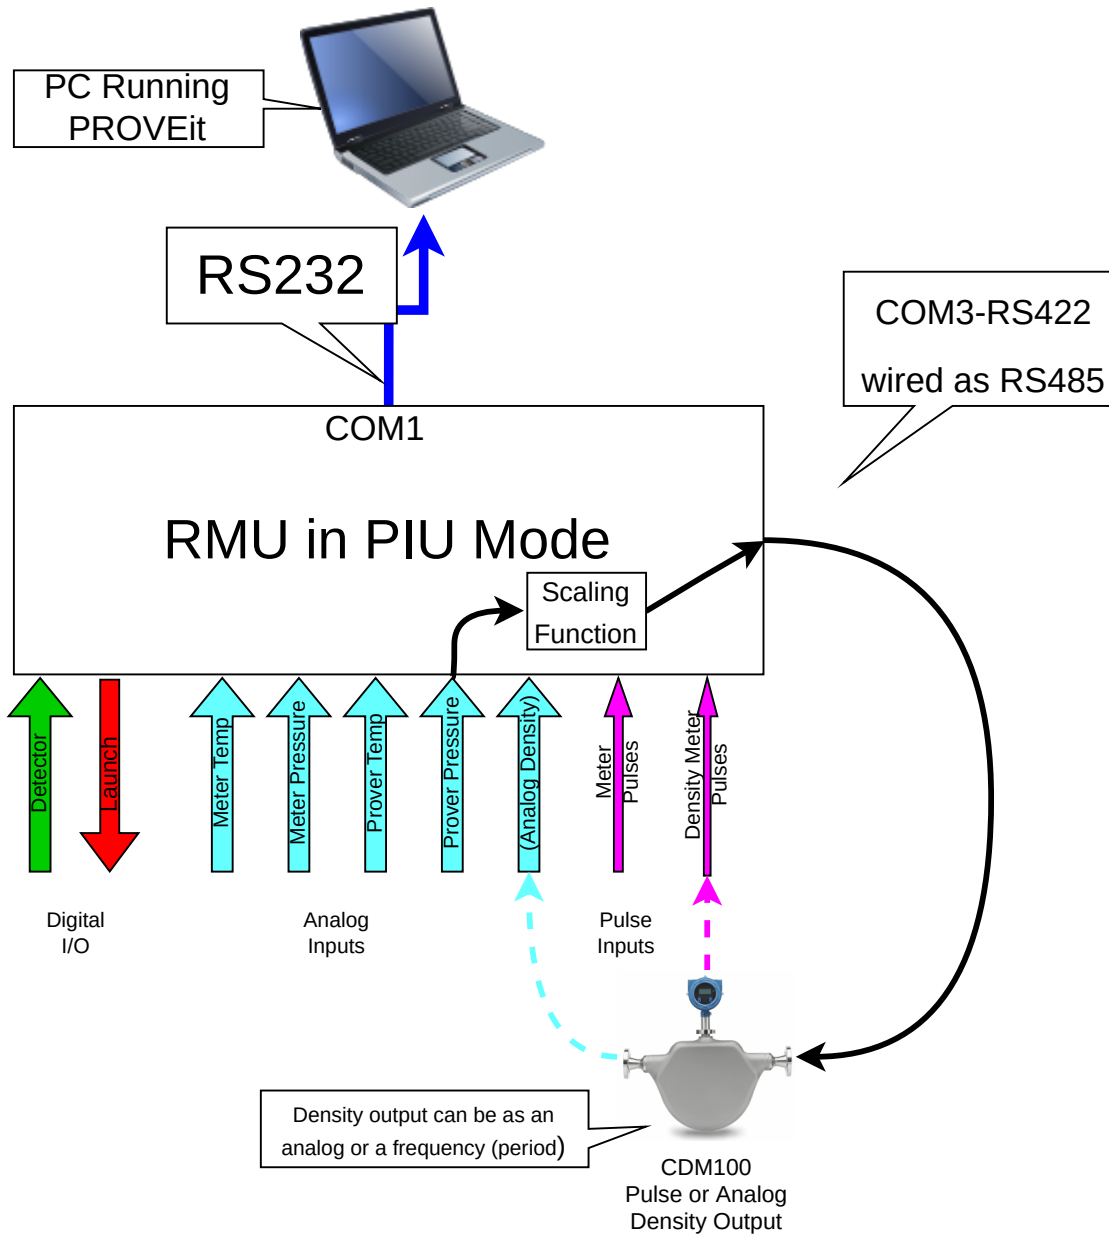 PC Running
PROVEit
RS232
COM3-RS422
wired as RS485
COM1
RMU in PIU Mode
Scaling
Function
Detector
Launch
Meter Temp
Meter Pressure
Prover Temp
Prover Pressure
(Analog Density)
Meter
Pulses
Density Meter
Pulses
Digital
I/O
Analog
Inputs
Pulse
Inputs
Density output can be as an
analog or a frequency (period)
CDM100
Pulse or Analog
Density Output